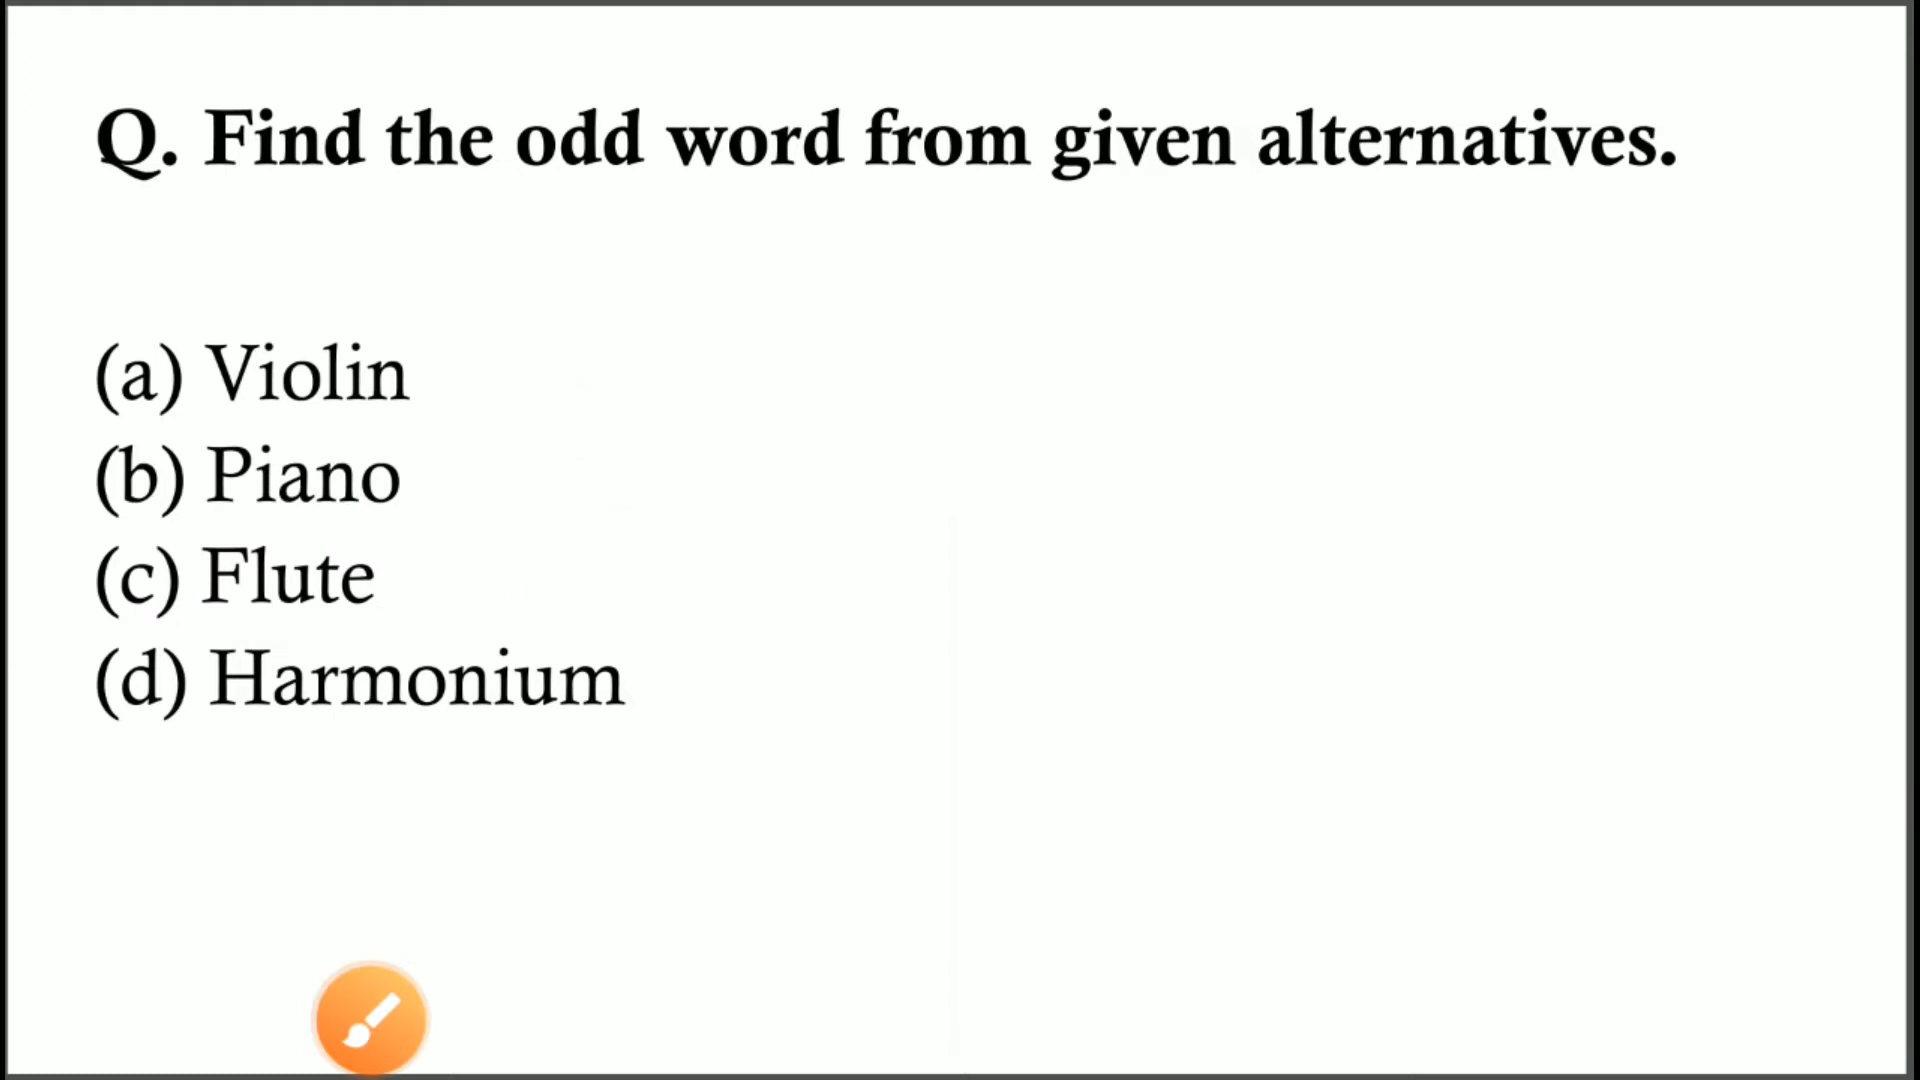 Q. Find the odd word from given alternatives.
(a) Violin
(b) Piano
(c) Flute
(d) Harmonium